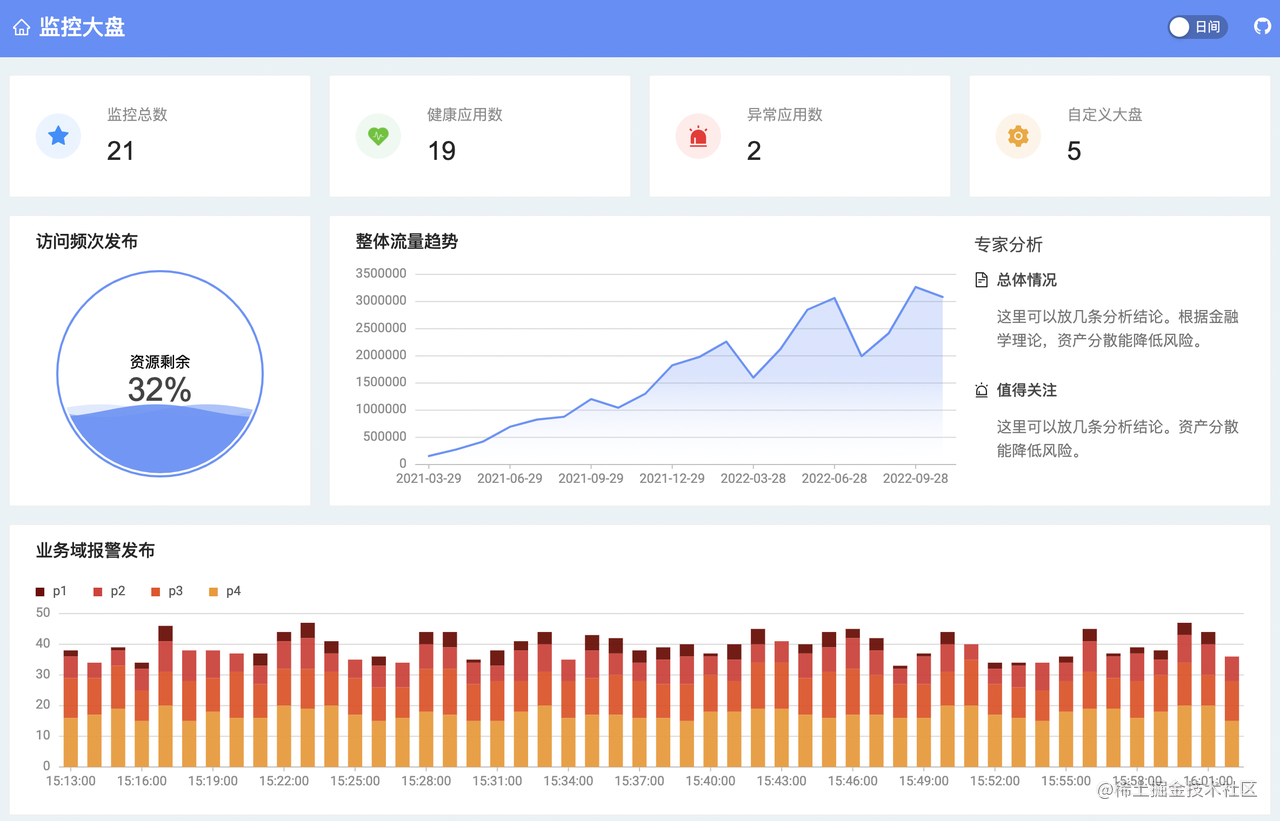 监控大盘
日间
监控总数
21
健康应用数
19
异常应用数
2
自定义大盘
5
访问频次发布
资源剩余
32%
整体流量趋势
3500000
3000000
2500000
2000000
1500000
1000000
500000
0
2021-03-29 2021-06-29 2021-09-29 2021-12-29 2022-03-28 2022-06-28 2022-09-28
专家分析
总体情况
这里可以放几条分析结论。根据金融
学理论，资产分散能降低风险。
值得关注
这里可以放几条分析结论。资产分散
能降低风险。
业务域报警发布
p1 p2 p3 p4
50
40
30
20
10
0
15:13:00 15:16:00 15:19:00 15:22:00 15:25:00 15:28:00 15:31:00 15:34:00 15:37:00 15:40:00 15:43:00 15:46:00 15:49:00 15:52:00 15:55:00 15:58:00 16:01:00
@稀土掘金技术社区